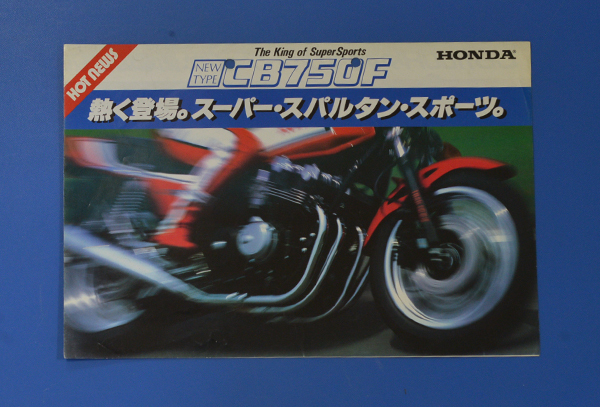 HOT NEWS
The King of SuperSports
NEW TYPE CB750F
HONDA
熱く登場。スーパー・スパルタン・スポーツ。